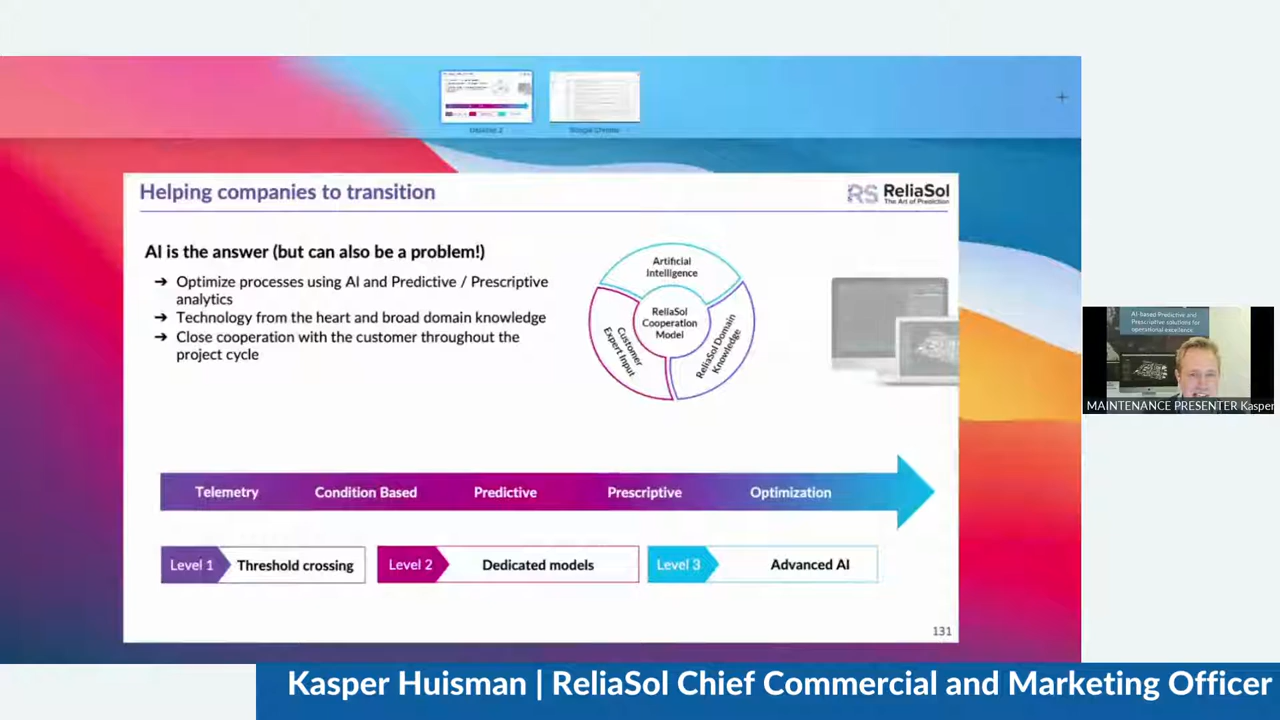 Desktop 2
Google Chrome
Helping companies to transition
RS ReliaSol
The Art of Prediction
AI is the answer (but can also be a problem!)
➔ Optimize processes using AI and Predictive / Prescriptive
analytics
➔ Technology from the heart and broad domain knowledge
➔ Close cooperation with the customer throughout the
project cycle
Artificial
Intelligence
ReliaSol
Cooperation
Model
Customer
Expert Input
ReliaSol Domain
Knowledge
AI-based Predictive and
Prescriptive solutions for
operational excellence
MAINTENANCE PRESENTER Kasper
Telemetry Condition Based Predictive Prescriptive Optimization
Level 1 Threshold crossing Level 2 Dedicated models Level 3 Advanced AI
131
Kasper Huisman | ReliaSol Chief Commercial and Marketing Officer